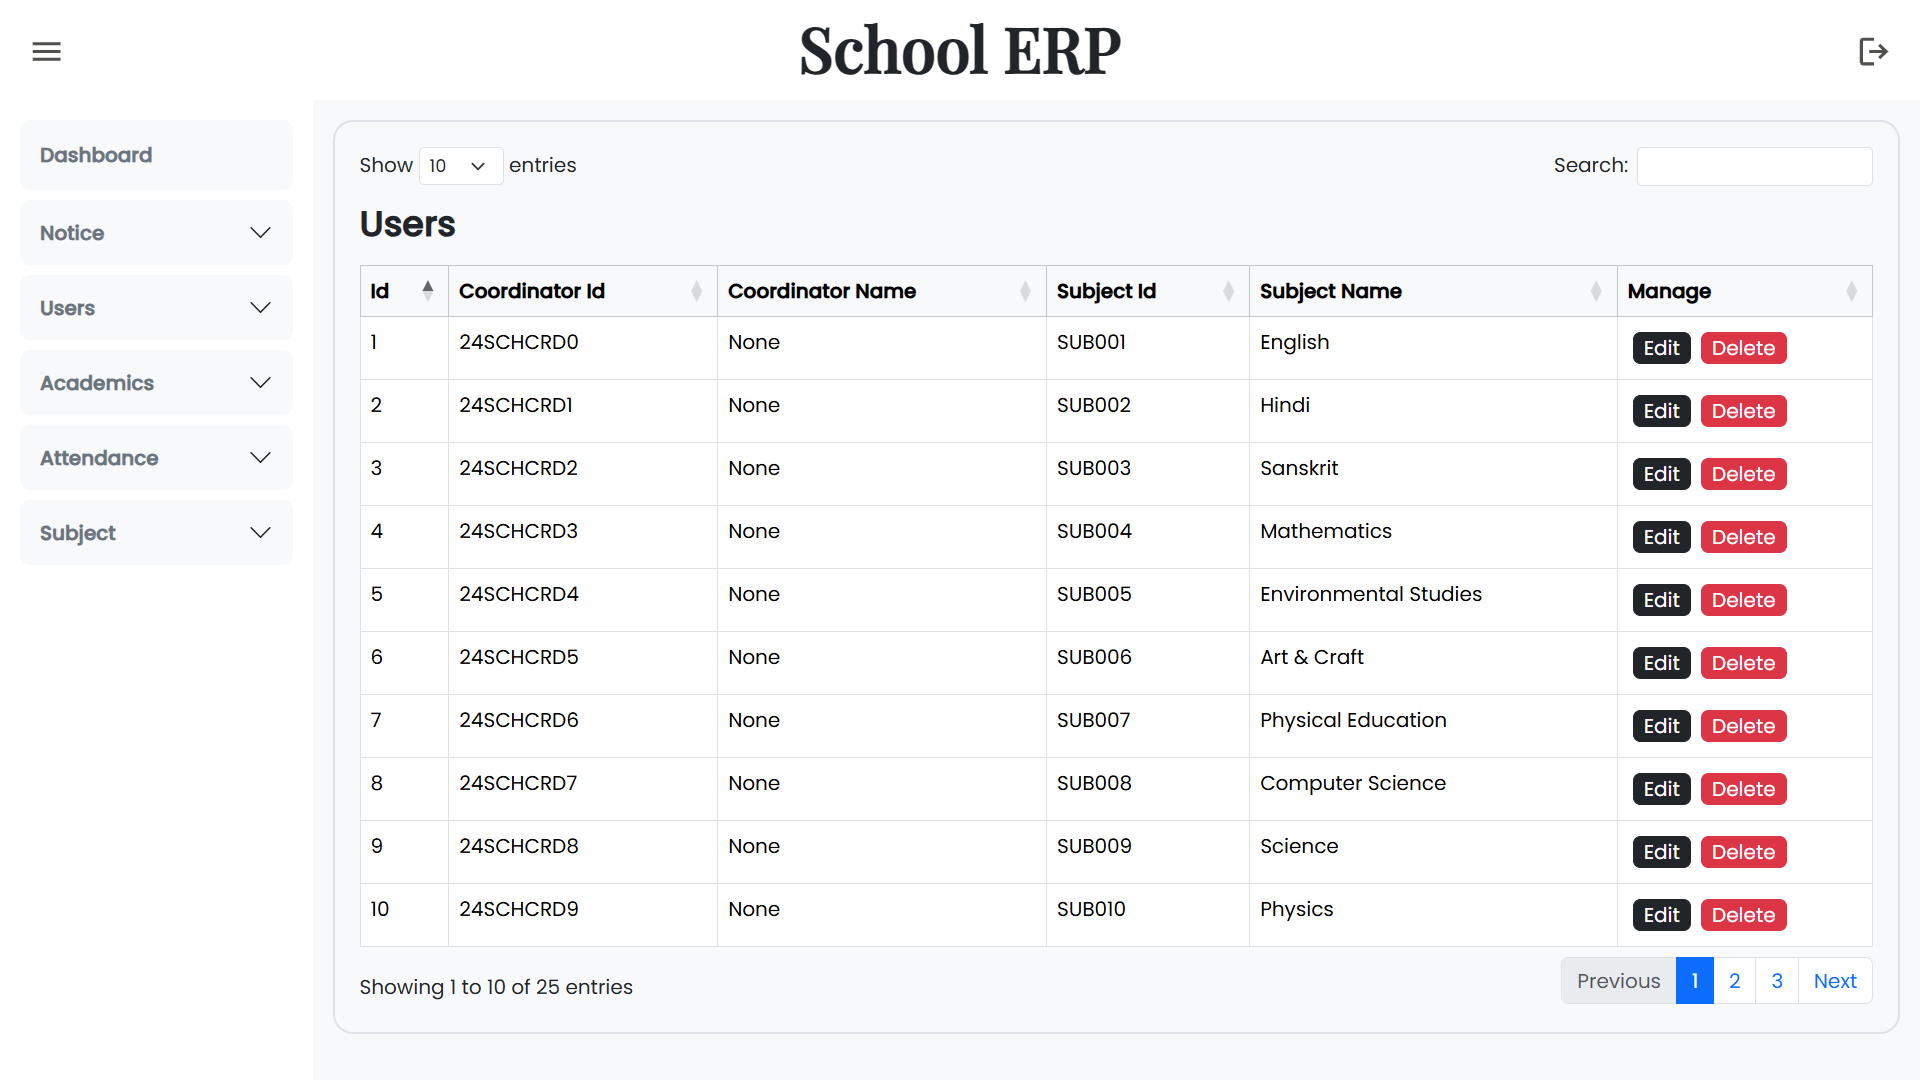 School ERP
Dashboard
Notice
Users
Academics
Attendance
Subject
Show 10 entries Search:
Users
Id Coordinator Id Coordinator Name Subject Id Subject Name Manage
1 24SCHCRD0 None SUB001 English Edit Delete
2 24SCHCRD1 None SUB002 Hindi Edit Delete
3 24SCHCRD2 None SUB003 Sanskrit Edit Delete
4 24SCHCRD3 None SUB004 Mathematics Edit Delete
5 24SCHCRD4 None SUB005 Environmental Studies Edit Delete
6 24SCHCRD5 None SUB006 Art & Craft Edit Delete
7 24SCHCRD6 None SUB007 Physical Education Edit Delete
8 24SCHCRD7 None SUB008 Computer Science Edit Delete
9 24SCHCRD8 None SUB009 Science Edit Delete
10 24SCHCRD9 None SUB010 Physics Edit Delete
Showing 1 to 10 of 25 entries Previous 1 2 3 Next